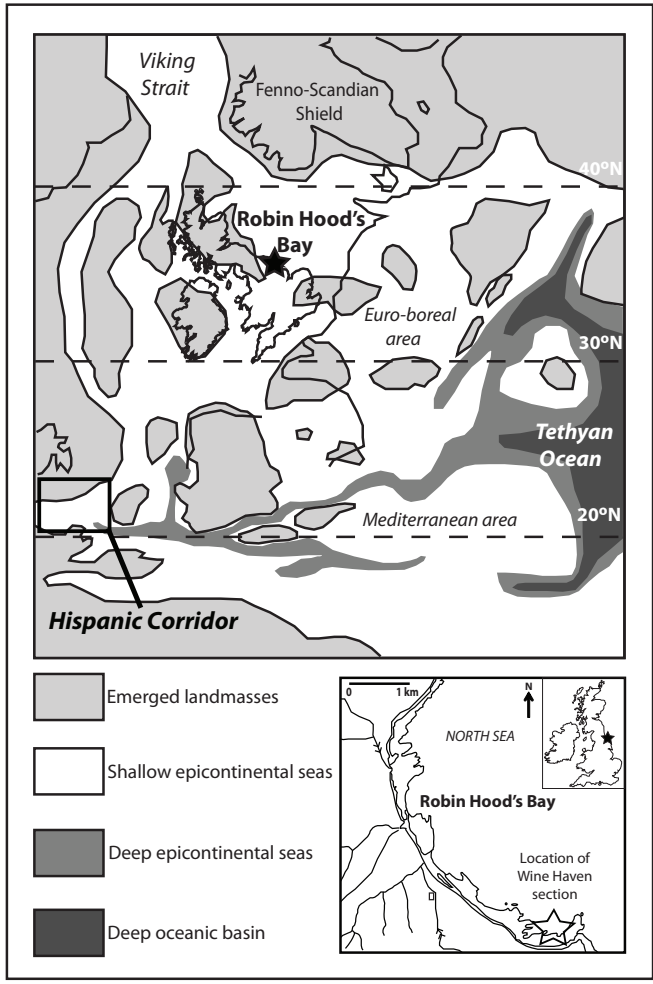 Viking
Strait
Fenno-Scandian
Shield
40ºN
Robin Hood's
Bay
Euro-boreal
area
30ºN
Tethyan
Ocean
20ºN
Mediterranean area
Hispanic Corridor
Emerged landmasses
Shallow epicontinental seas
Deep epicontinental seas
Deep oceanic basin
0 1 km
N
NORTH SEA
Robin Hood's Bay
Location of
Wine Haven
section